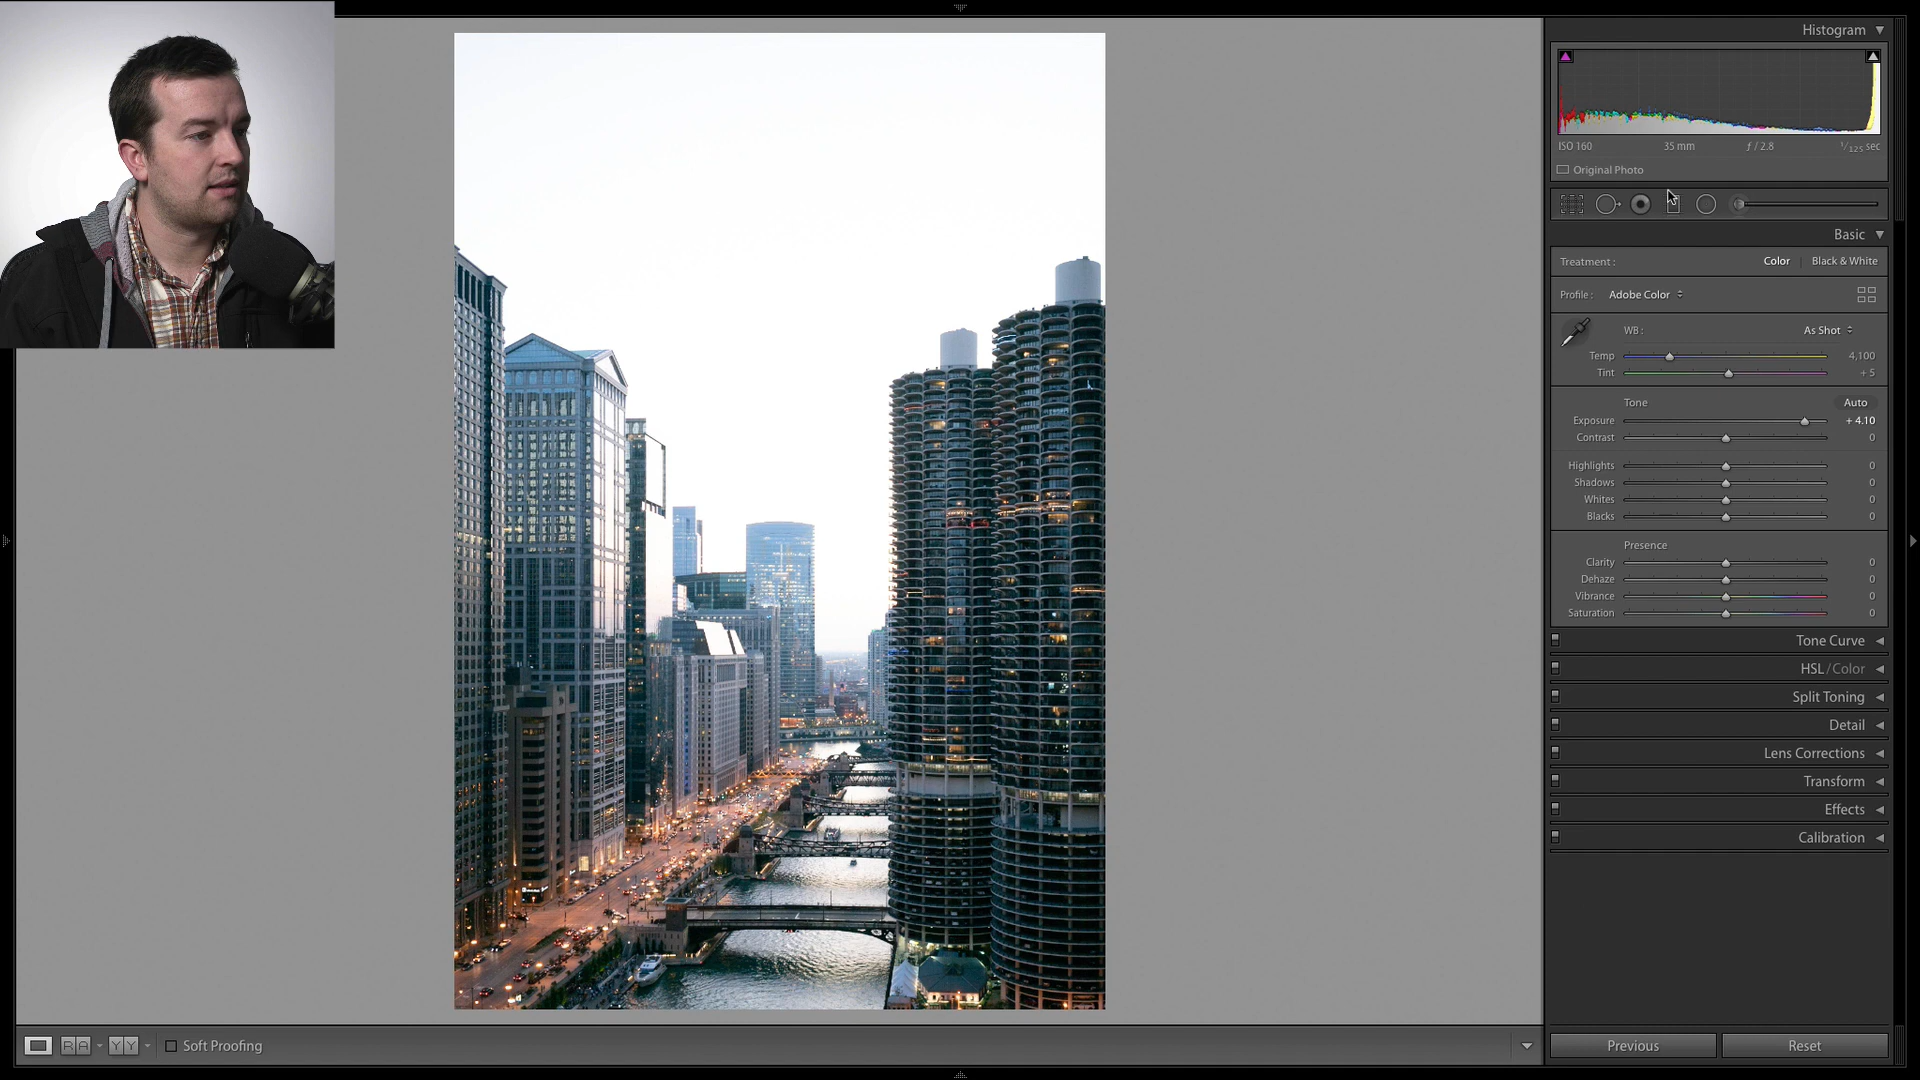 Histogram
ISO 160 35 mm ƒ / 2.8 1/125 sec
Original Photo
Basic
Treatment : Color | Black & White
Profile : Adobe Color
WB : As Shot
Temp 4,100
Tint + 5
Tone Auto
Exposure + 4.10
Contrast 0
Highlights 0
Shadows 0
Whites 0
Blacks 0
Presence
Clarity 0
Dehaze 0
Vibrance 0
Saturation 0
Tone Curve
HSL / Color
Split Toning
Detail
Lens Corrections
Transform
Effects
Calibration
R A Y Y Soft Proofing
Previous Reset